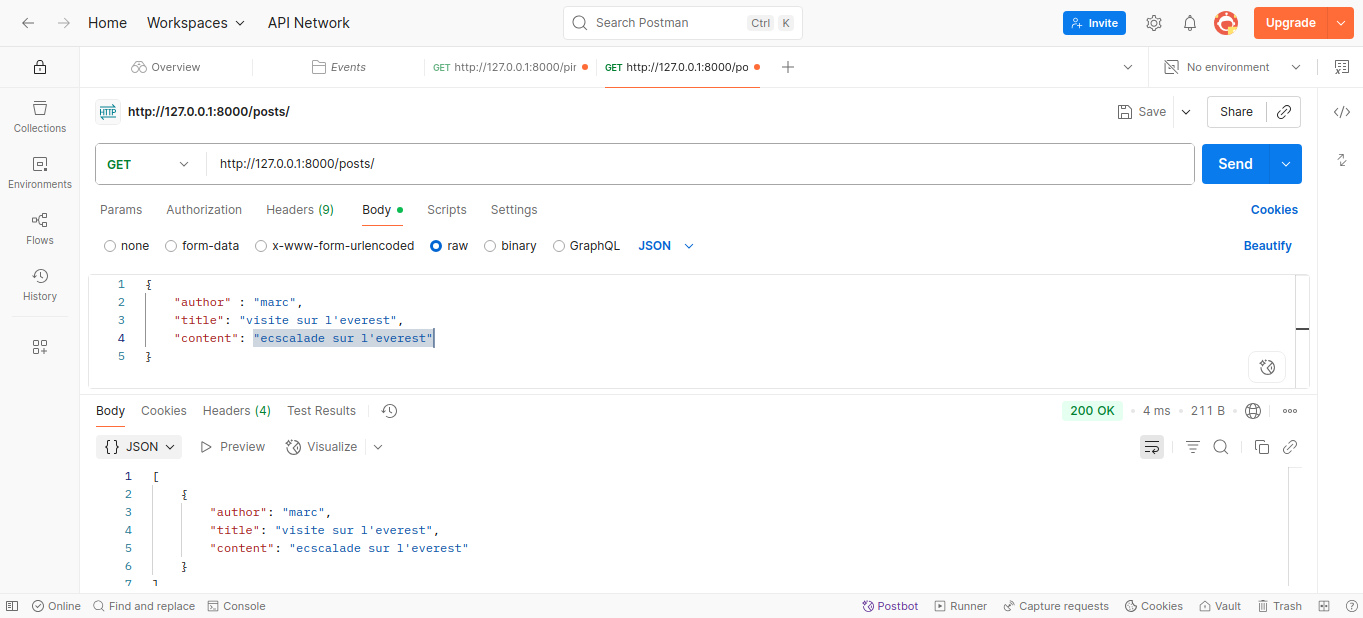 Home Workspaces API Network Search Postman Ctrl K Invite Upgrade
Overview Events GET http://127.0.0.1:8000/pir GET http://127.0.0.1:8000/po No environment
HTTP http://127.0.0.1:8000/posts/ Save Share
Collections
GET http://127.0.0.1:8000/posts/ Send
Environments
Params Authorization Headers (9) Body Scripts Settings Cookies
Flows
none form-data x-www-form-urlencoded raw binary GraphQL JSON Beautify
History
1 {
2 "author" : "marc",
3 "title": "visite sur l'everest",
4 "content": "ecscalade sur l'everest"
5 }
Body Cookies Headers (4) Test Results 200 OK 4 ms 211 B
{} JSON Preview Visualize
1 [
2 {
3 "author": "marc",
4 "title": "visite sur l'everest",
5 "content": "ecscalade sur l'everest"
6 }
7 ]
Online Find and replace Console Postbot Runner Capture requests Cookies Vault Trash